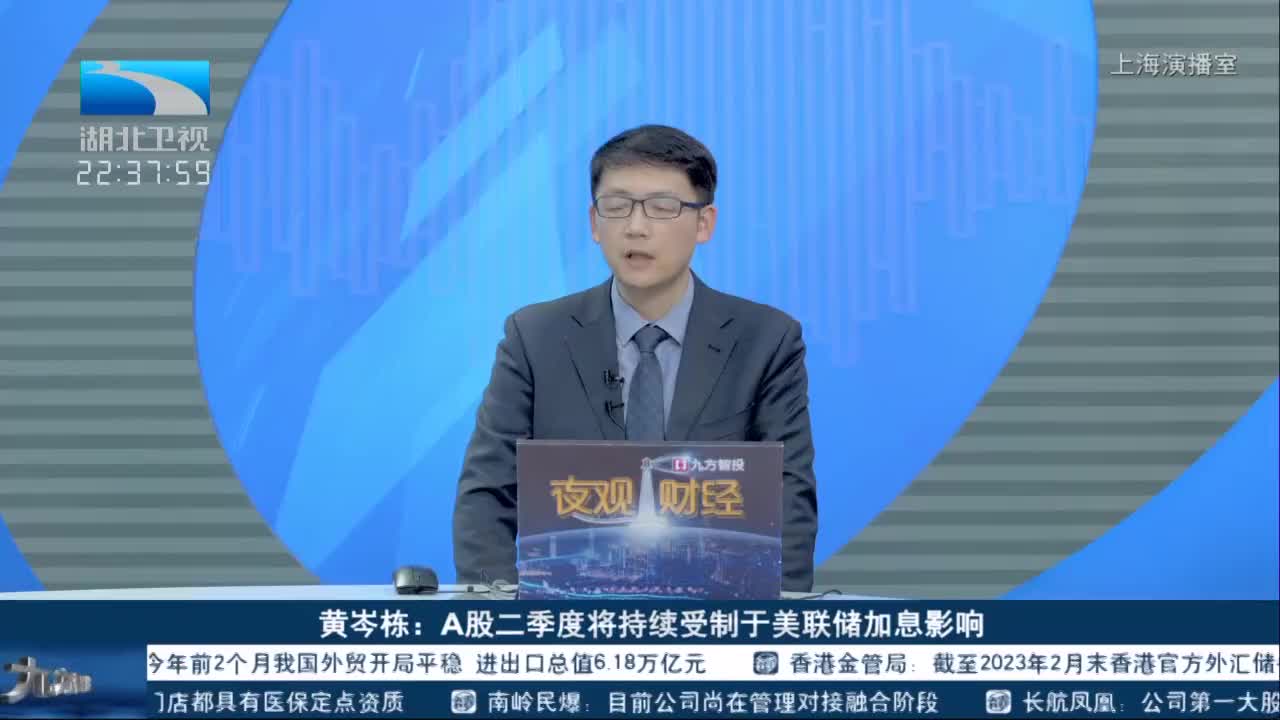 上海演播室
湖北卫视
22:37:59
九方智投
夜观财经
黄岑栋：A股二季度将持续受制于美联储加息影响
今年前2个月我国外贸开局平稳 进出口总值6.18万亿元 香港金管局：截至2023年2月末香港官方外汇储
门店都具有医保定点资质 南岭民爆：目前公司尚在管理对接融合阶段 长航凤凰：公司第一大股